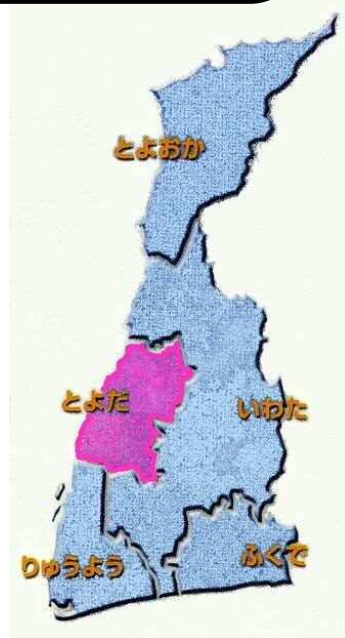 とよおか
とよだ
いわた
りゅうよう
ふくで